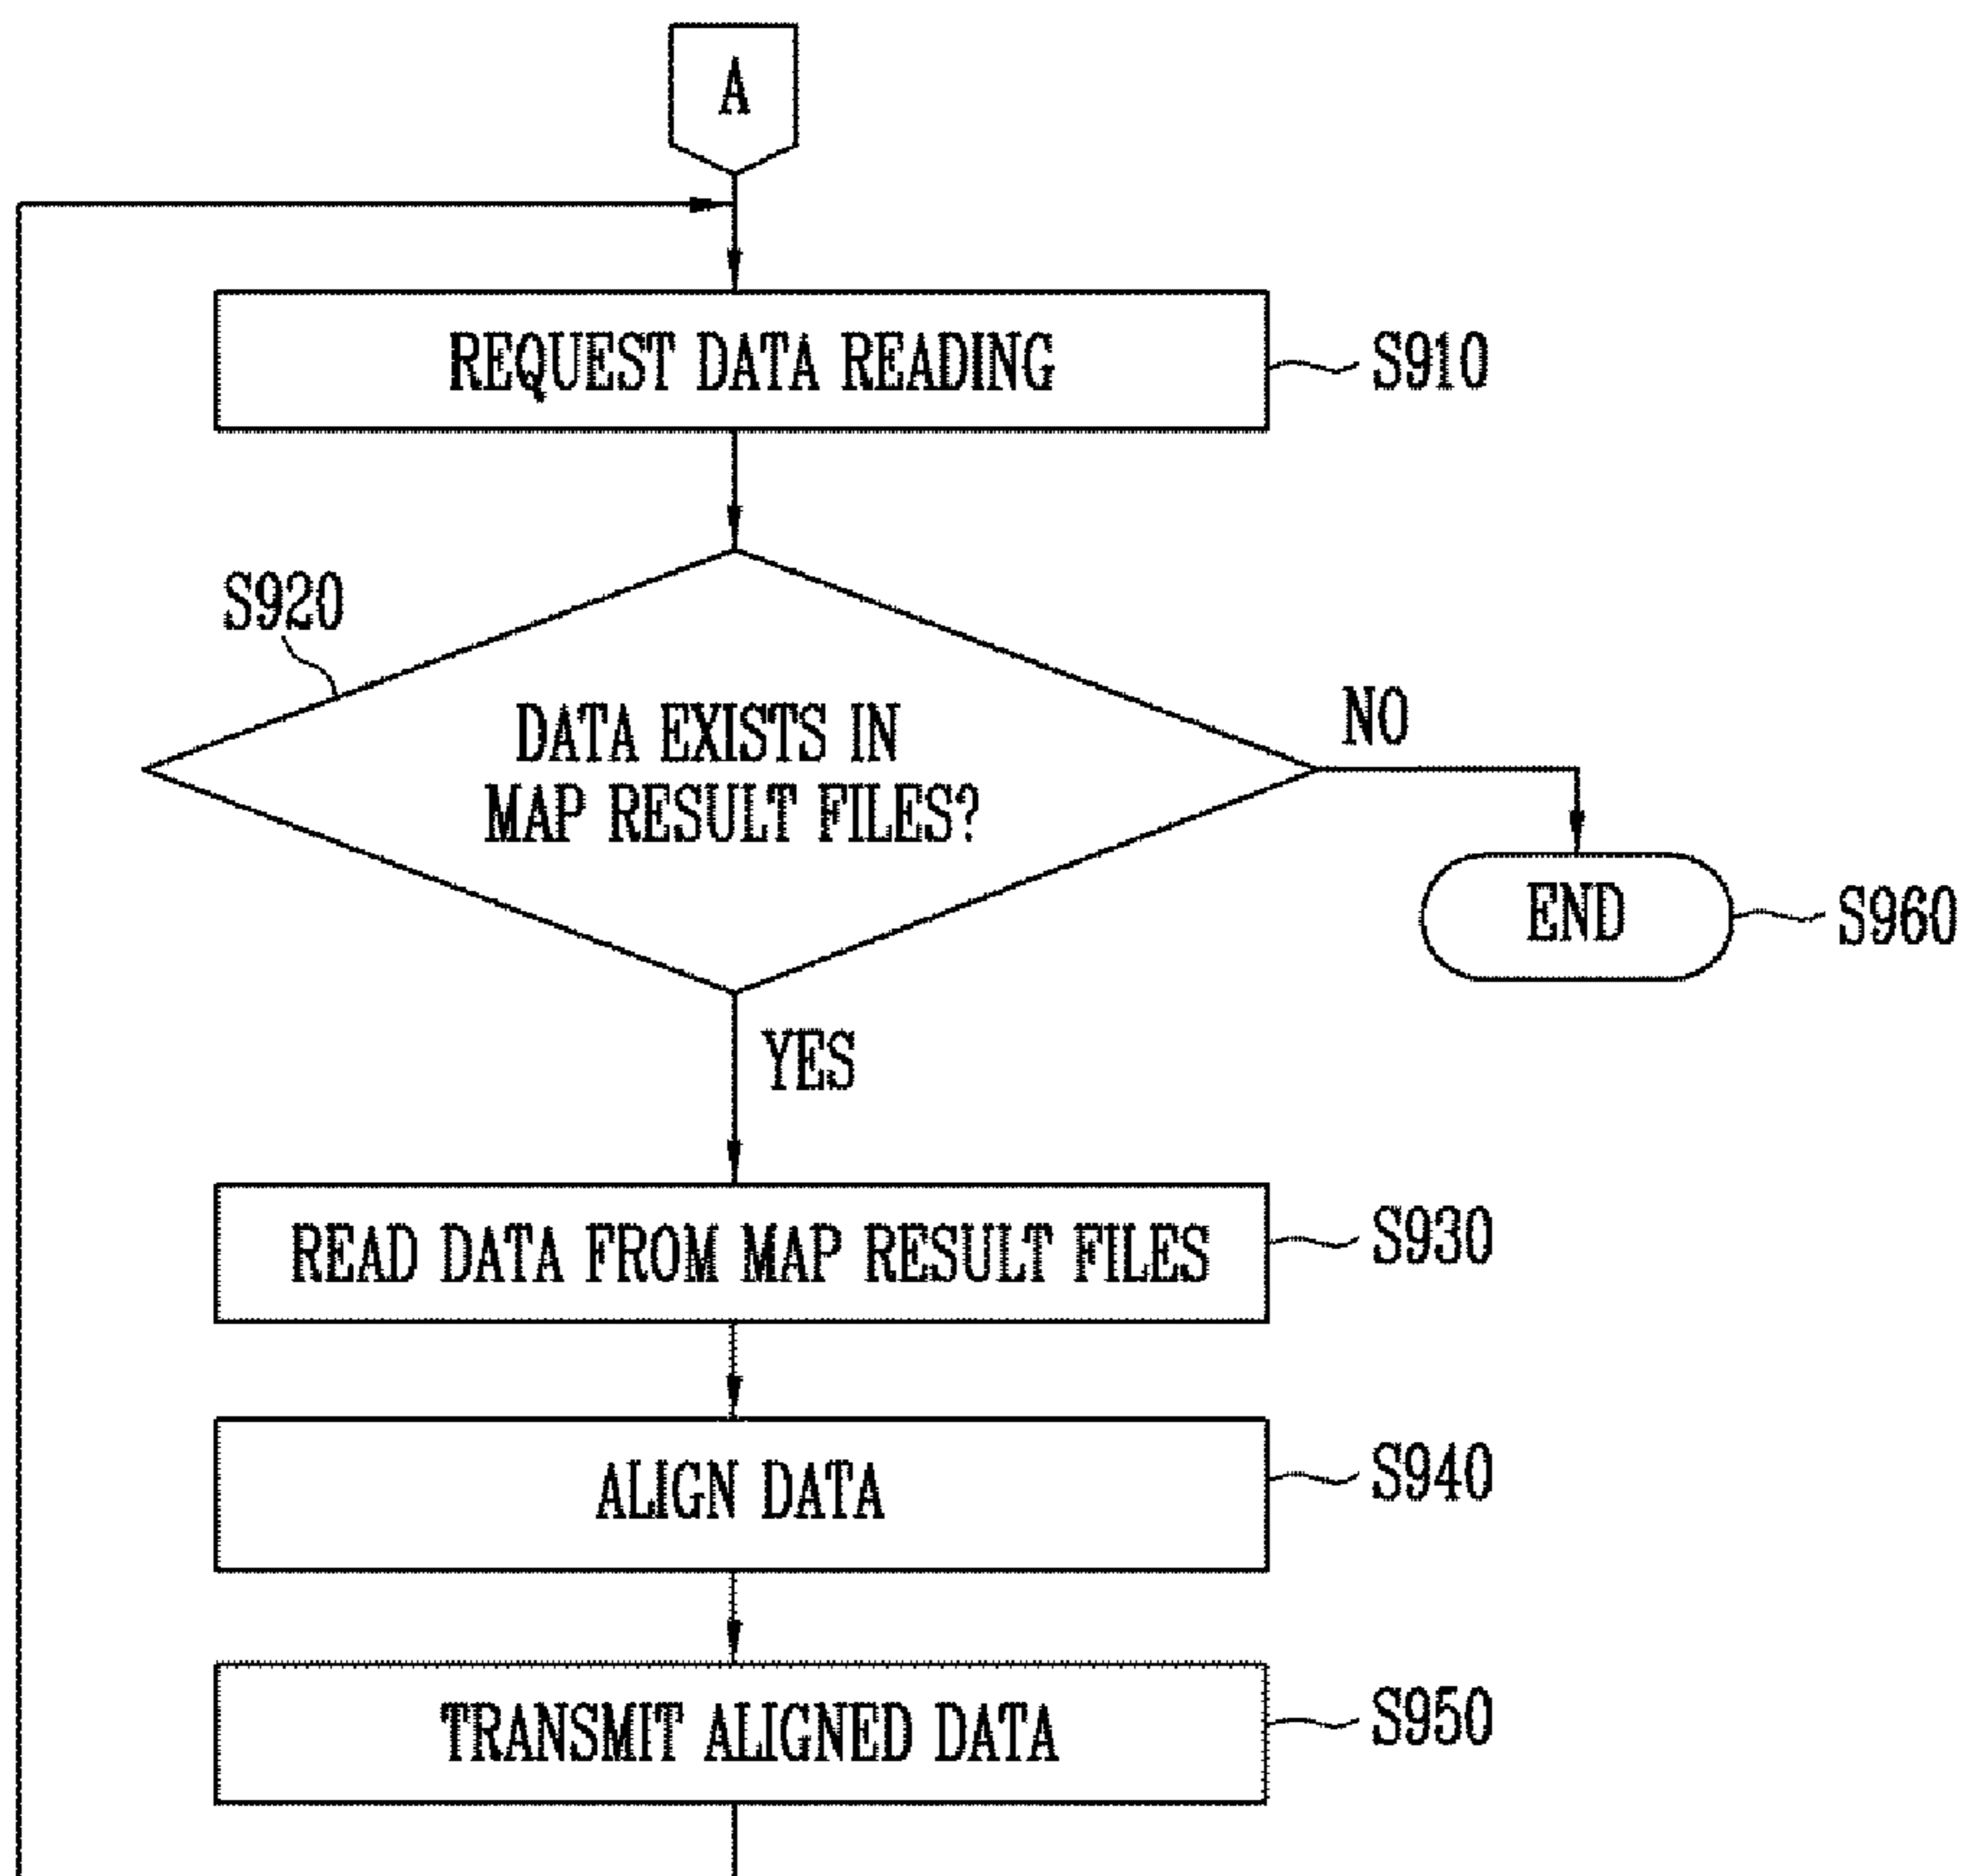 A
REQUEST DATA READING
S910
S920
DATA EXISTS IN
MAP RESULT FILES?
NO
END
S960
YES
READ DATA FROM MAP RESULT FILES
S930
ALIGN DATA
S940
TRANSMIT ALIGNED DATA
S950